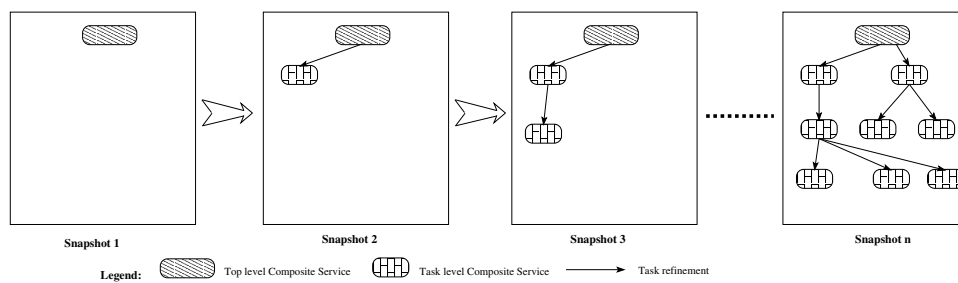 Snapshot 1
Snapshot 2
Snapshot 3
Snapshot n
Legend:
Top level Composite Service
Task level Composite Service
Task refinement